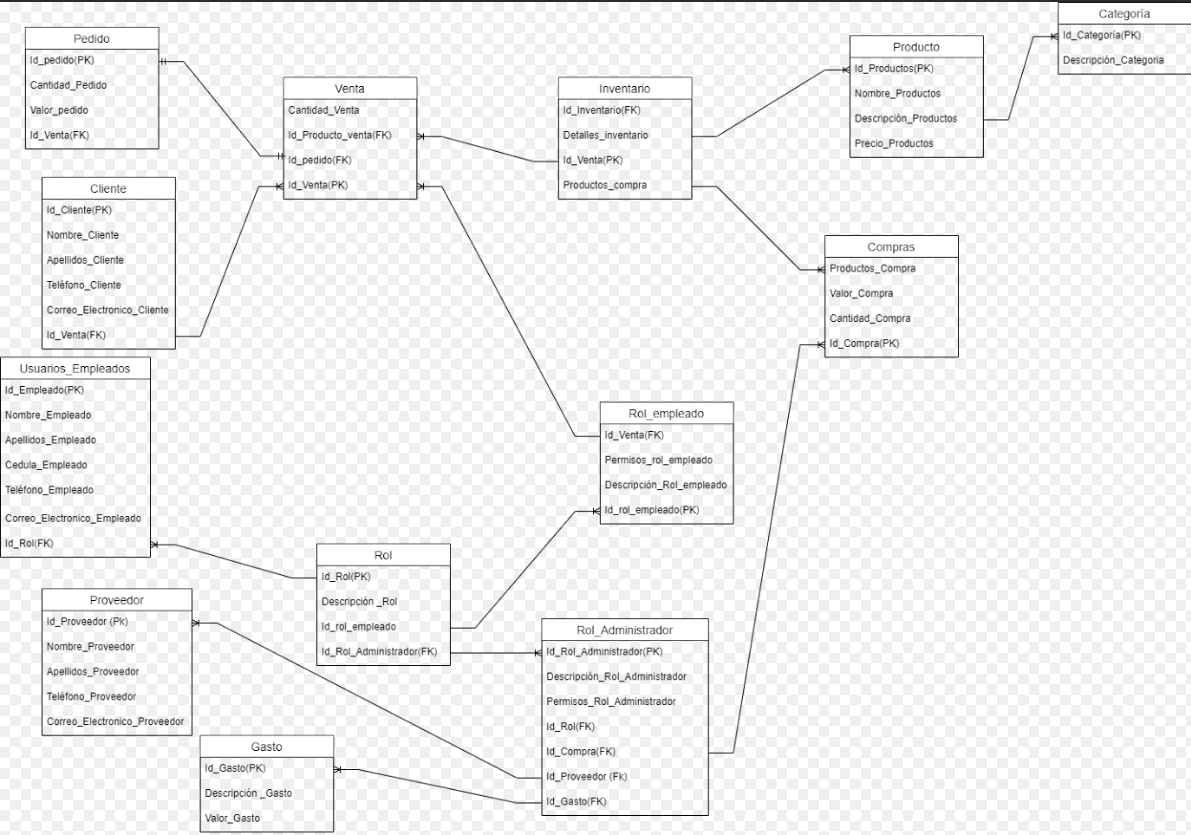 Pedido
Id_pedido(PK)
Cantidad_Pedido
Valor_pedido
Id_Venta(FK)
Cliente
Id_Cliente(PK)
Nombre_Cliente
Apellidos_Cliente
Teléfono_Cliente
Correo_Electronico_Cliente
Id_Venta(FK)
Usuarios_Empleados
Id_Empleado(PK)
Nombre_Empleado
Apellidos_Empleado
Cedula_Empleado
Teléfono_Empleado
Correo_Electronico_Empleado
Id_Rol(FK)
Proveedor
Id_Proveedor (Pk)
Nombre_Proveedor
Apellidos_Proveedor
Teléfono_Proveedor
Correo_Electronico_Proveedor
Gasto
Id_Gasto(PK)
Descripción _Gasto
Valor_Gasto
Venta
Cantidad_Venta
Id_Producto_venta(FK)
Id_pedido(FK)
Id_Venta(PK)
Rol
Id_Rol(PK)
Descripción _Rol
Id_rol_empleado
Id_Rol_Administrador(FK)
Inventario
Id_Inventario(FK)
Detalles_inventario
Id_Venta(PK)
Productos_compra
Rol_empleado
Id_Venta(FK)
Permisos_rol_empleado
Descripción_Rol_empleado
Id_rol_empleado(PK)
Rol_Administrador
Id_Rol_Administrador(PK)
Descripción_Rol_Administrador
Permisos_Rol_Administrador
Id_Rol(FK)
Id_Compra(FK)
Id_Proveedor (Fk)
Id_Gasto(FK)
Producto
Id_Productos(PK)
Nombre_Productos
Descripción_Productos
Precio_Productos
Compras
Productos_Compra
Valor_Compra
Cantidad_Compra
Id_Compra(PK)
Categoría
Id_Categoría(PK)
Descripción_Categoria